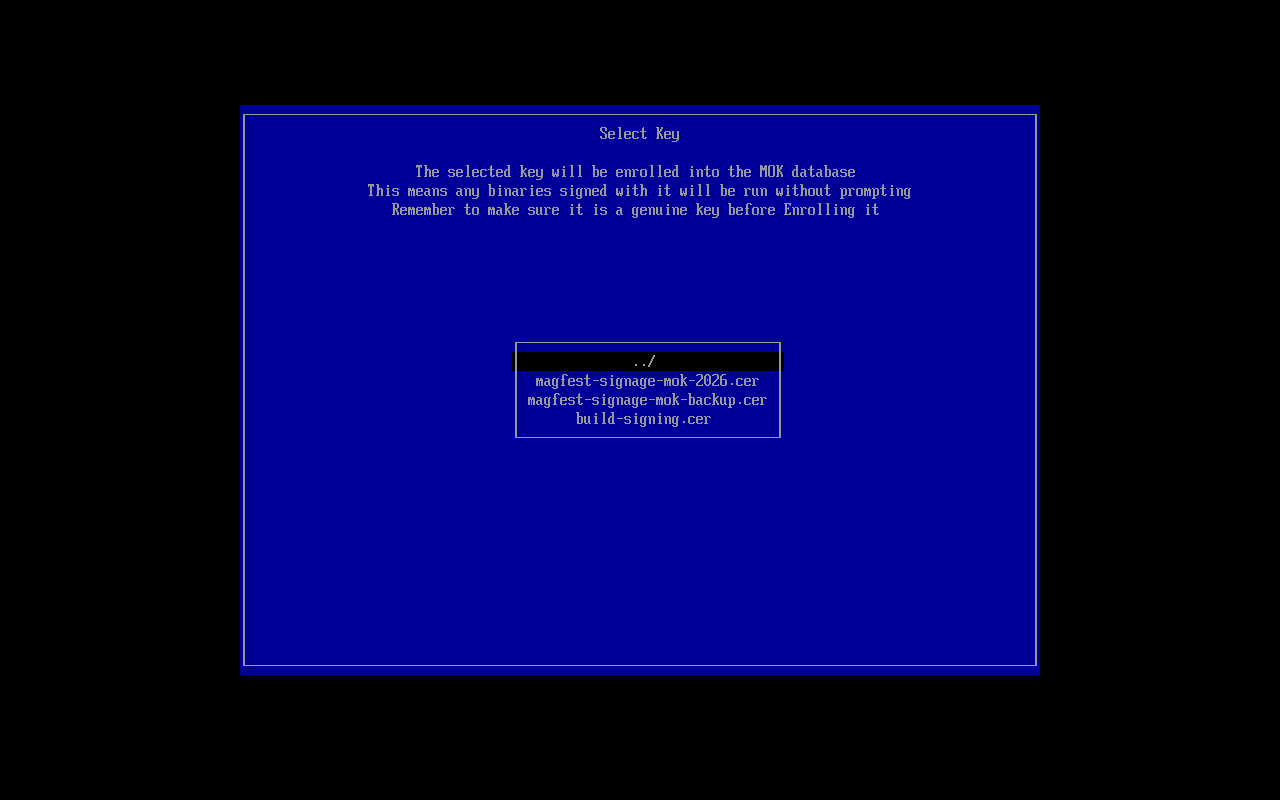 Select Key
The selected key will be enrolled into the MOK database
This means any binaries signed with it will be run without prompting
Remember to make sure it is a genuine key before Enrolling it
../
magfest-signage-mok-2026.cer
magfest-signage-mok-backup.cer
build-signing.cer